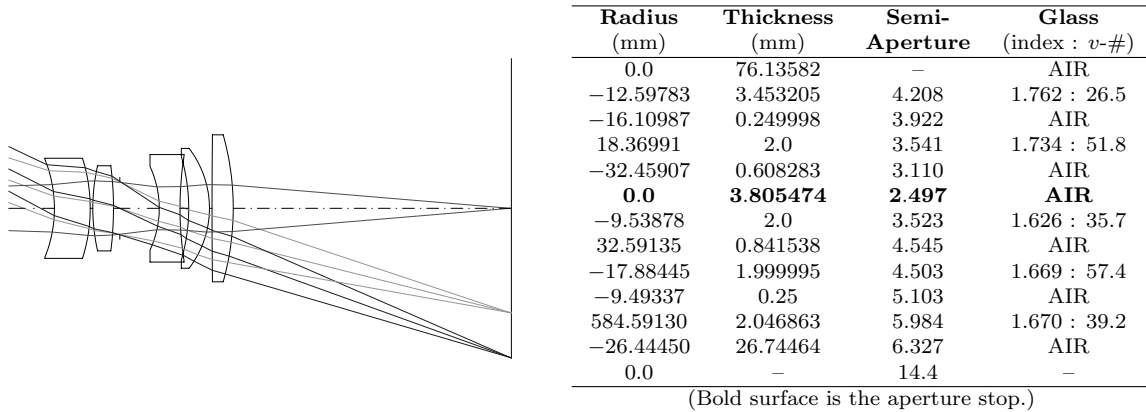 Radius Thickness Semi- Glass
(mm) (mm) Aperture (index : v-#)
0.0 76.13582 – AIR
−12.59783 3.453205 4.208 1.762 : 26.5
−16.10987 0.249998 3.922 AIR
18.36991 2.0 3.541 1.734 : 51.8
−32.45907 0.608283 3.110 AIR
0.0 3.805474 2.497 AIR
−9.53878 2.0 3.523 1.626 : 35.7
32.59135 0.841538 4.545 AIR
−17.88445 1.999995 4.503 1.669 : 57.4
−9.49337 0.25 5.103 AIR
584.59130 2.046863 5.984 1.670 : 39.2
−26.44450 26.74464 6.327 AIR
0.0 – 14.4 –
(Bold surface is the aperture stop.)